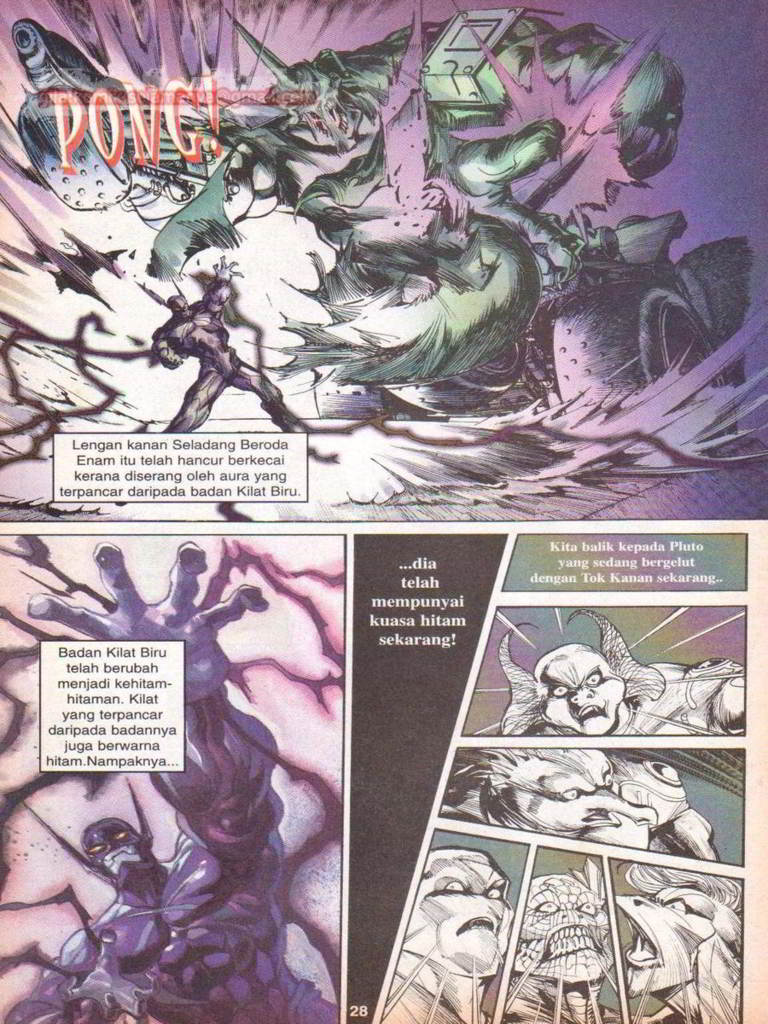 PONG!
Lengan kanan Seladang Beroda
Enam itu telah hancur berkecai
kerana diserang oleh aura yang
terpancar daripada badan Kilat Biru.
Badan Kilat Biru
telah berubah
menjadi kehitam-
hitaman. Kilat
yang terpancar
daripada badannya
juga berwarna
hitam.Nampaknya...
...dia
telah
mempunyai
kuasa hitam
sekarang!
Kita balik kepada Pluto
yang sedang bergelut
dengan Tok Kanan sekarang..
28